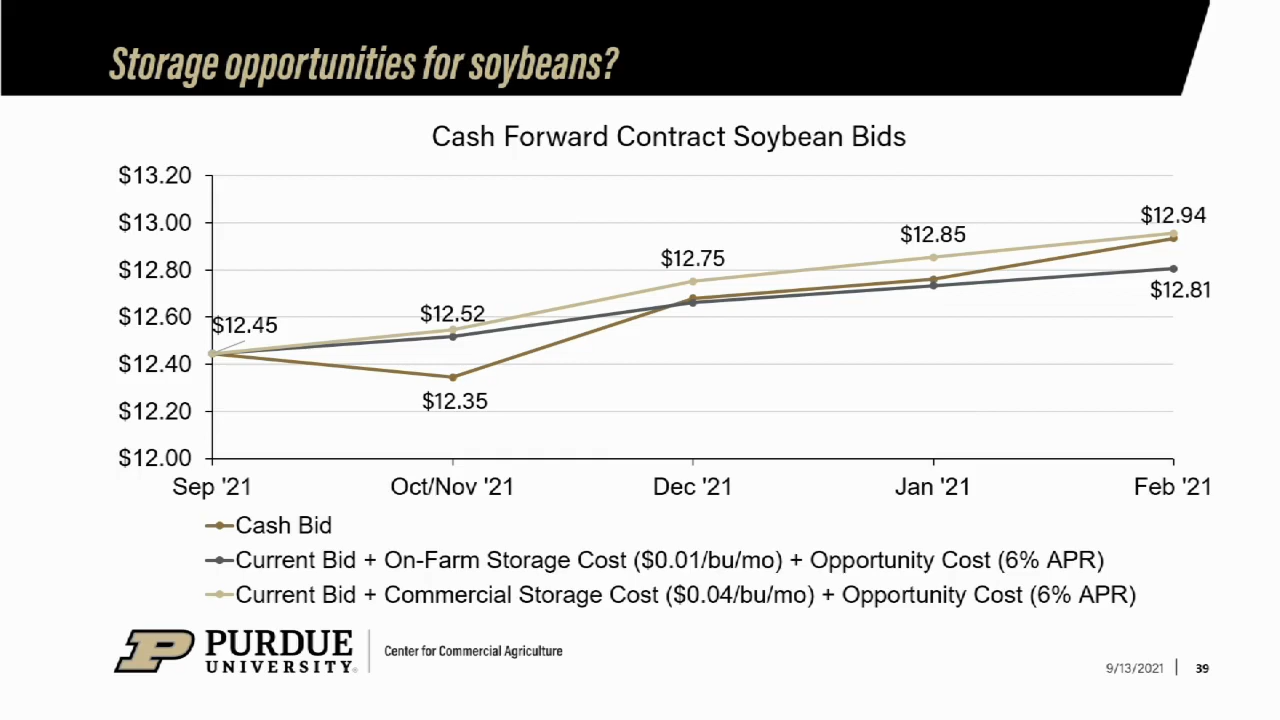 Storage opportunities for soybeans?
Cash Forward Contract Soybean Bids
$13.20
$13.00
$12.80
$12.60
$12.40
$12.20
$12.00
$12.45
$12.52
$12.35
$12.75
$12.85
$12.94
$12.81
Sep '21
Oct/Nov '21
Dec '21
Jan '21
Feb '21
Cash Bid
Current Bid + On-Farm Storage Cost ($0.01/bu/mo) + Opportunity Cost (6% APR)
Current Bid + Commercial Storage Cost ($0.04/bu/mo) + Opportunity Cost (6% APR)
P PURDUE
UNIVERSITY®
Center for Commercial Agriculture
9/13/2021 | 39